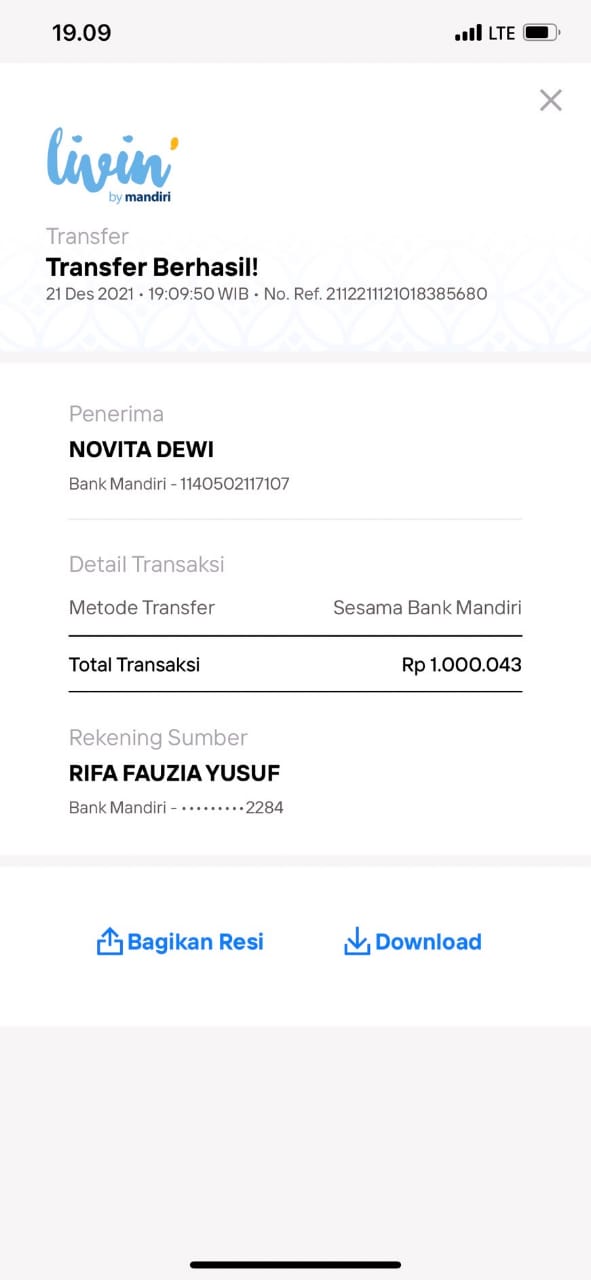 19.09
LTE
livin'
by mandiri
Transfer
Transfer Berhasil!
21 Des 2021 • 19:09:50 WIB • No. Ref. 2112211121018385680
Penerima
NOVITA DEWI
Bank Mandiri - 1140502117107
Detail Transaksi
Metode Transfer Sesama Bank Mandiri
Total Transaksi Rp 1.000.043
Rekening Sumber
RIFA FAUZIA YUSUF
Bank Mandiri - •••••••••2284
Bagikan Resi Download